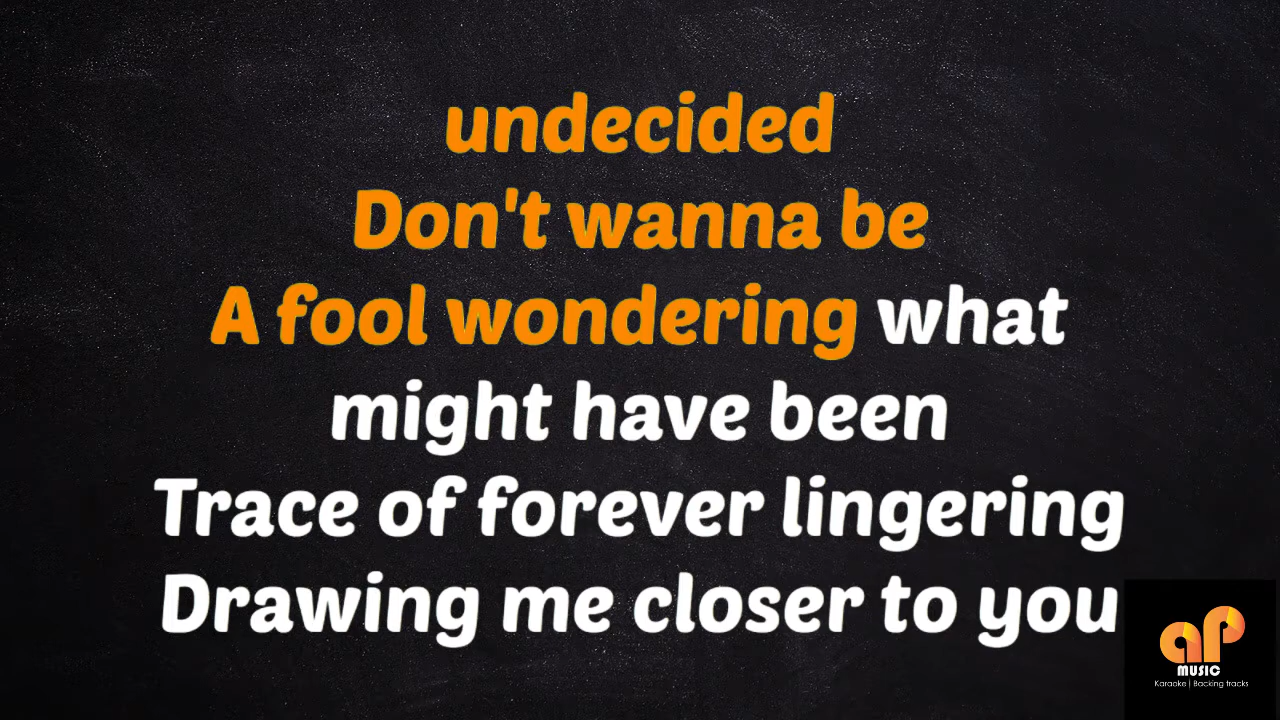 undecided
Don't wanna be
A fool wondering what
might have been
Trace of forever lingering
Drawing me closer to you
ap
MUSIC
Karaoke | Backing tracks